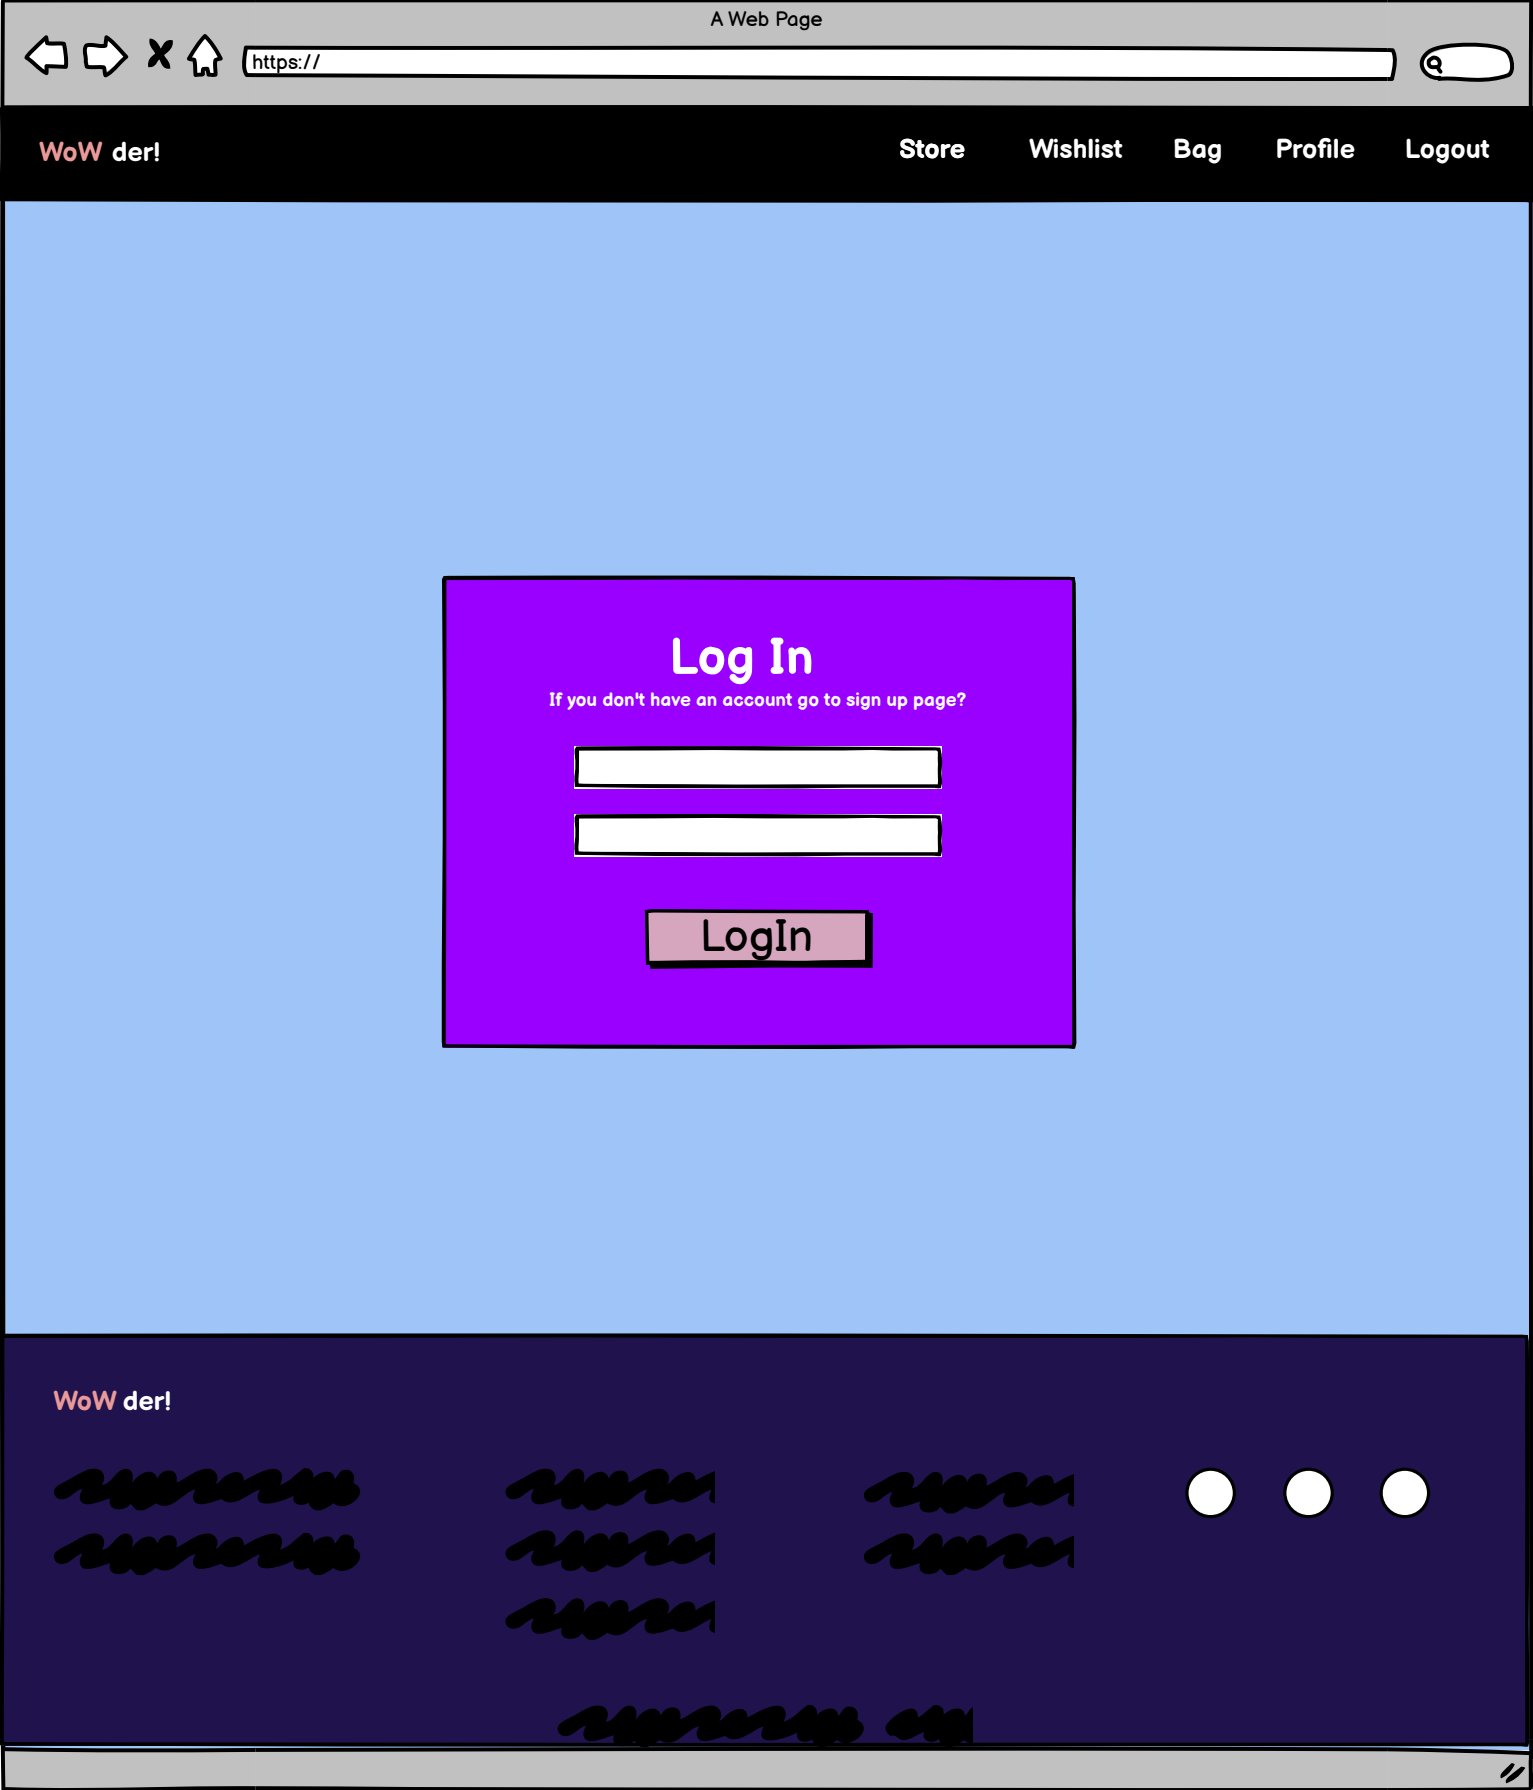 A Web Page
https://
WoW der!
Store Wishlist Bag Profile Logout
Log In
If you don't have an account go to sign up page?
LogIn
WoW der!